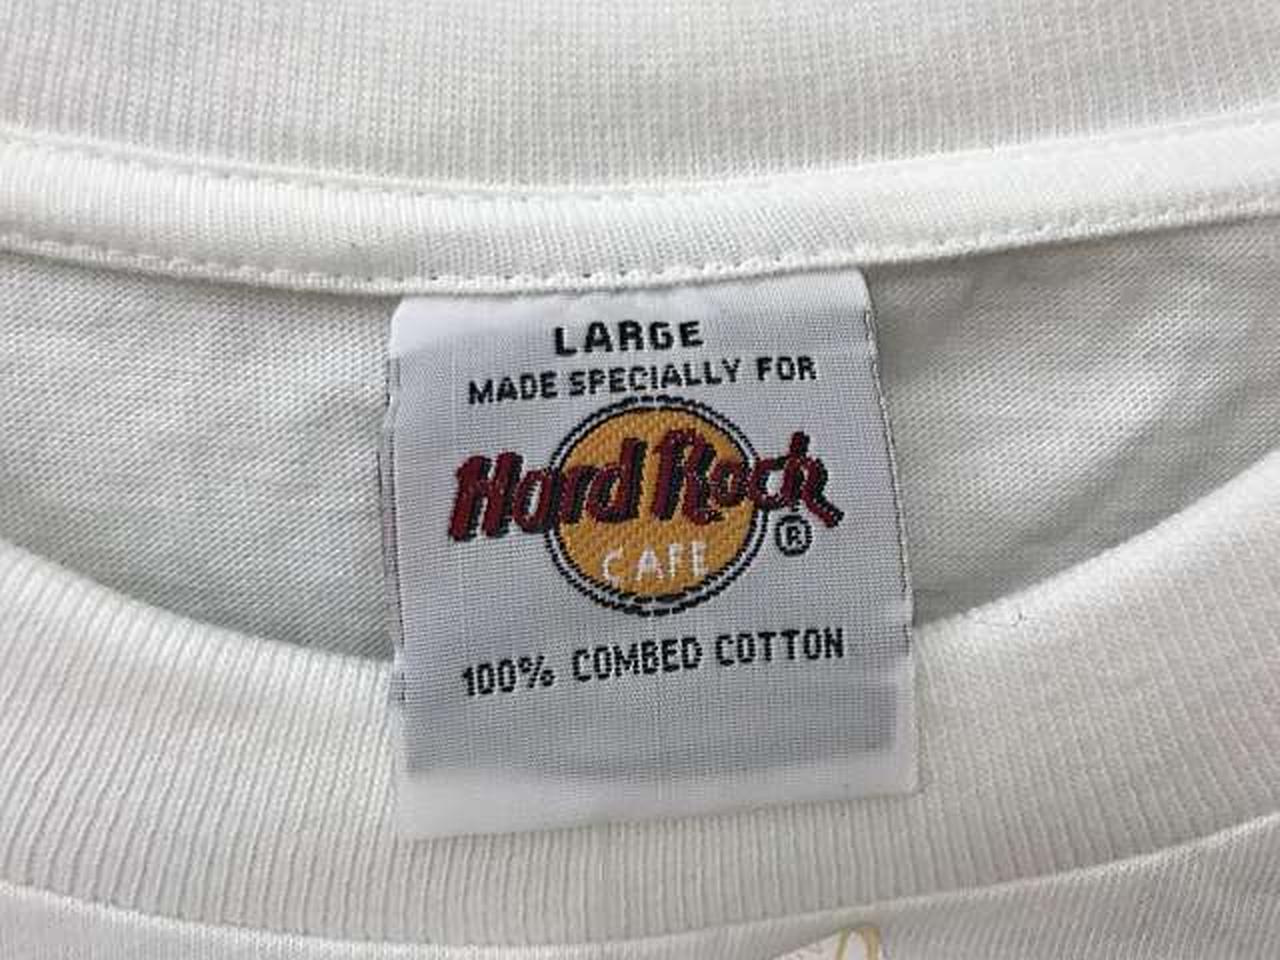 LARGE
MADE SPECIALLY FOR
Hard Rock
CAFE ®
100% COMBED COTTON